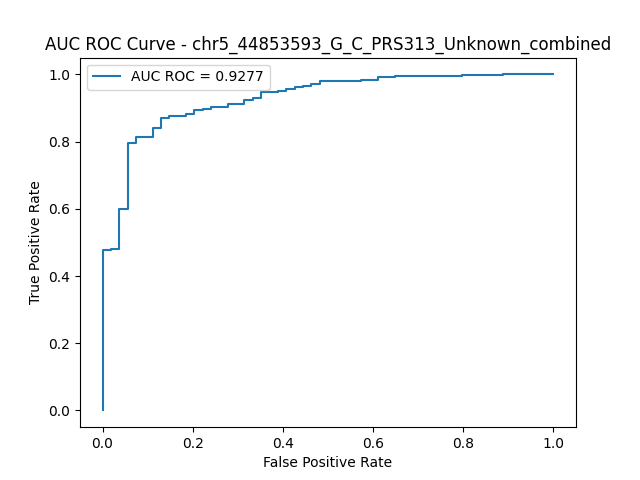 AUC ROC Curve - chr5_44853593_G_C_PRS313_Unknown_combined
AUC ROC = 0.9277
True Positive Rate
1.0
0.8
0.6
0.4
0.2
0.0
0.0 0.2 0.4 0.6 0.8 1.0
False Positive Rate